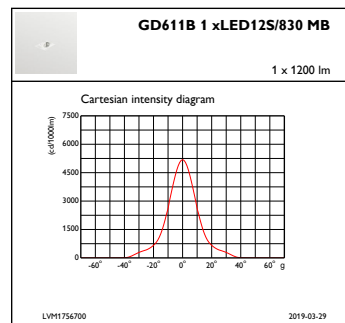 GD611B 1 xLED12S/830 MB
1 x 1200 lm
Cartesian intensity diagram
(cd/1000lm)
7500
6000
4500
3000
1500
0
-60° -40° -20° 0° 20° 40° 60° g
LVM1756700 2019-03-29